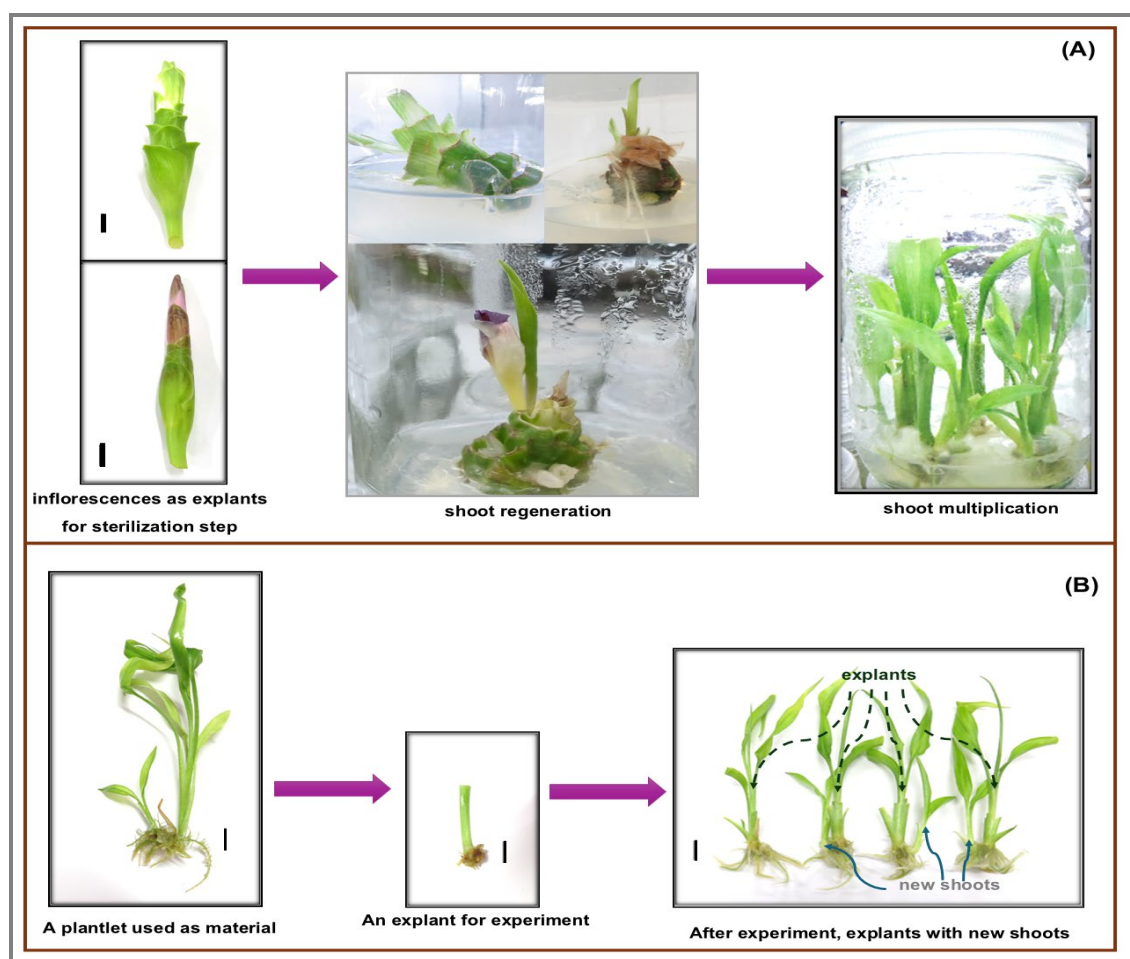 (A)
inflorescences as explants
for sterilization step
shoot regeneration
shoot multiplication
(B)
explants
new shoots
A plantlet used as material
An explant for experiment
After experiment, explants with new shoots